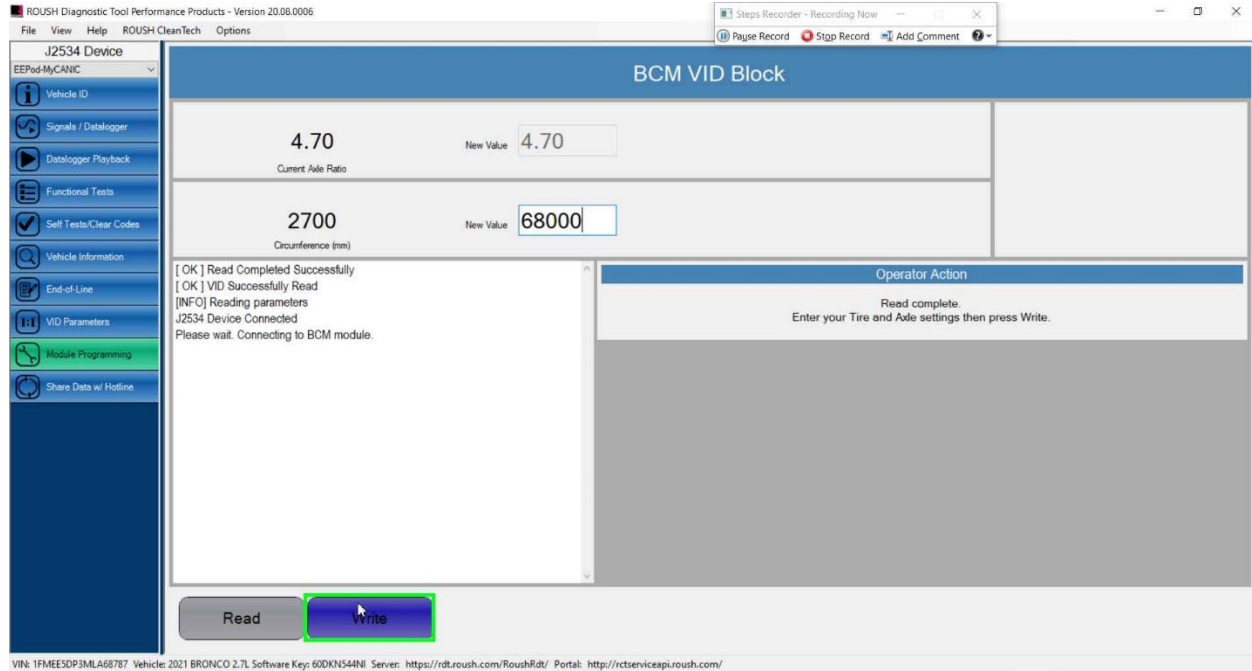 ROUSH Diagnostic Tool Performance Products - Version 20.08.0006
Steps Recorder - Recording Now
File View Help ROUSH CleanTech Options
Pause Record Stop Record Add Comment
J2534 Device
EEPod-MyCANIC
BCM VID Block
Vehicle ID
Signals / Datalogger
Datalogger Playback
Functional Tests
Self Tests/Clear Codes
Vehicle Information
End-of-Line
VID Parameters
Module Programming
Share Data w/ Hotline
4.70
Current Axle Ratio
New Value 4.70
2700
Circumference (mm)
New Value 68000
[ OK ] Read Completed Successfully
[ OK ] VID Successfully Read
[INFO] Reading parameters
J2534 Device Connected
Please wait. Connecting to BCM module.
Operator Action
Read complete.
Enter your Tire and Axle settings then press Write.
Read
Write
VIN: 1FMEE5DP3MLA68787 Vehicle: 2021 BRONCO 2.7L Software Key: 60DKN544NI Server: https://rdt.roush.com/RoushRdt/ Portal: http://rctserviceapi.roush.com/